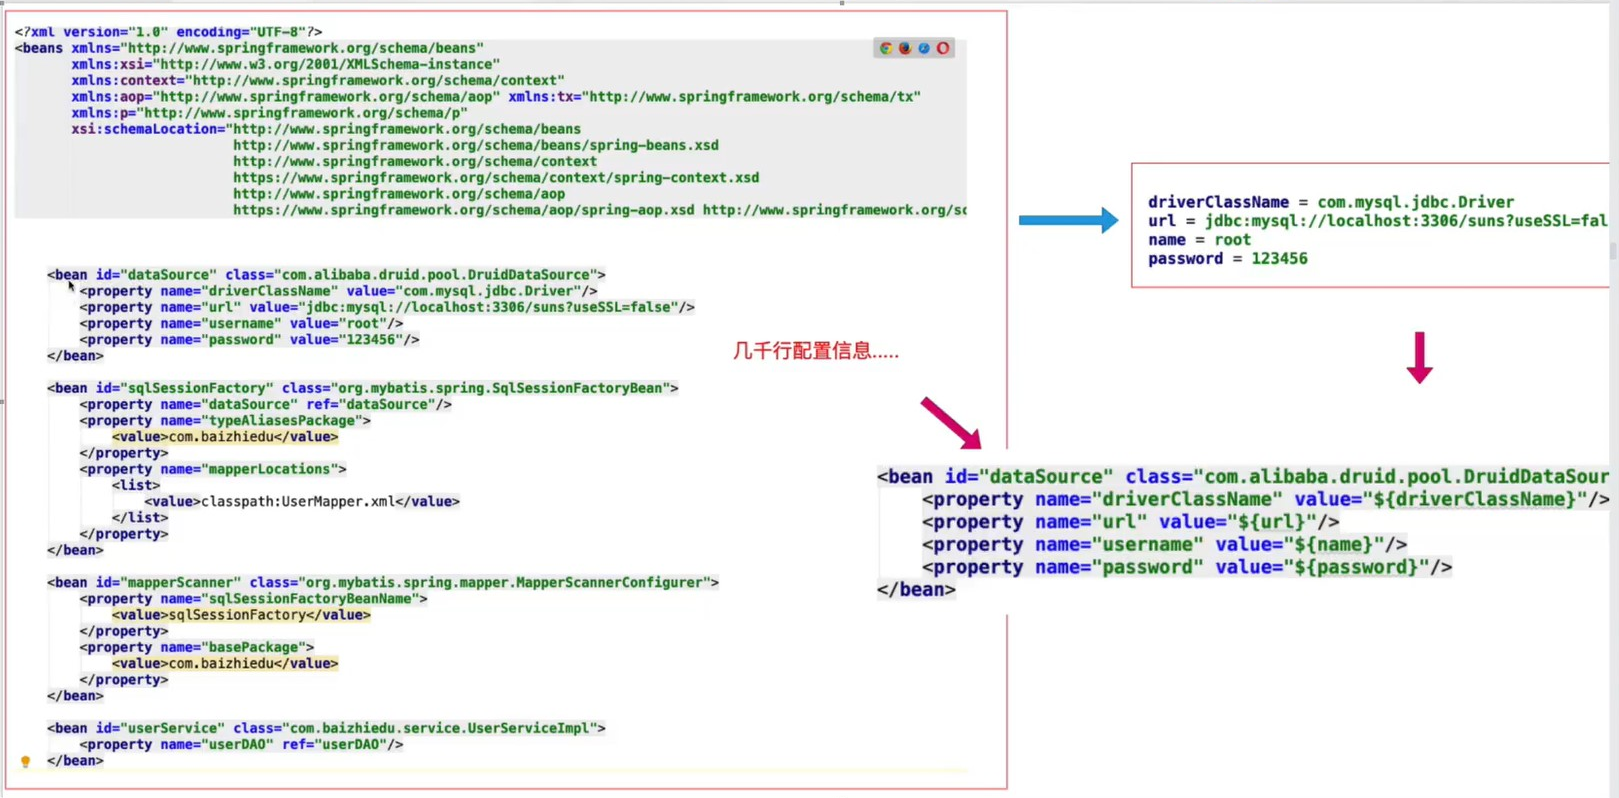 <?xml version="1.0" encoding="UTF-8"?>
<beans xmlns="http://www.springframework.org/schema/beans"
xmlns:xsi="http://www.w3.org/2001/XMLSchema-instance"
xmlns:context="http://www.springframework.org/schema/context"
xmlns:aop="http://www.springframework.org/schema/aop" xmlns:tx="http://www.springframework.org/schema/tx"
xmlns:p="http://www.springframework.org/schema/p"
xsi:schemaLocation="http://www.springframework.org/schema/beans
http://www.springframework.org/schema/beans/spring-beans.xsd
http://www.springframework.org/schema/context
https://www.springframework.org/schema/context/spring-context.xsd
http://www.springframework.org/schema/aop
https://www.springframework.org/schema/aop/spring-aop.xsd http://www.springframework.org/sc
<bean id="dataSource" class="com.alibaba.druid.pool.DruidDataSource">
<property name="driverClassName" value="com.mysql.jdbc.Driver"/>
<property name="url" value="jdbc:mysql://localhost:3306/suns?useSSL=false"/>
<property name="username" value="root"/>
<property name="password" value="123456"/>
</bean>
<bean id="sqlSessionFactory" class="org.mybatis.spring.SqlSessionFactoryBean">
<property name="dataSource" ref="dataSource"/>
<property name="typeAliasesPackage">
<value>com.baizhiedu</value>
</property>
<property name="mapperLocations">
<list>
<value>classpath:UserMapper.xml</value>
</list>
</property>
</bean>
<bean id="mapperScanner" class="org.mybatis.spring.mapper.MapperScannerConfigurer">
<property name="sqlSessionFactoryBeanName">
<value>sqlSessionFactory</value>
</property>
<property name="basePackage">
<value>com.baizhiedu</value>
</property>
</bean>
<bean id="userService" class="com.baizhiedu.service.UserServiceImpl">
<property name="userDAO" ref="userDAO"/>
</bean>
几千行配置信息.....
driverClassName = com.mysql.jdbc.Driver
url = jdbc:mysql://localhost:3306/suns?useSSL=fal
name = root
password = 123456
<bean id="dataSource" class="com.alibaba.druid.pool.DruidDataSour
<property name="driverClassName" value="${driverClassName}"/>
<property name="url" value="${url}"/>
<property name="username" value="${name}"/>
<property name="password" value="${password}"/>
</bean>